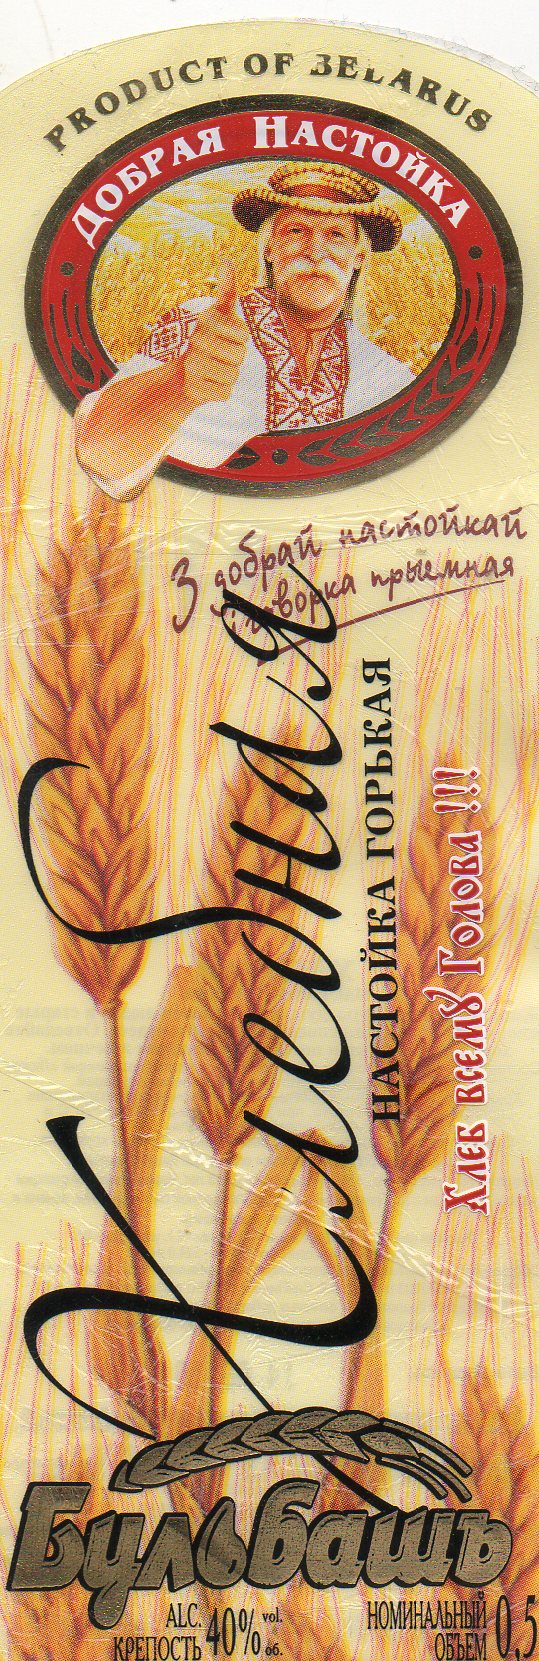 PRODUCT OF BELARUS
ДОБРАЯ НАСТОЙКА
З добрай настойкай
і гаворка прыемная
Хлебная
НАСТОЙКА ГОРЬКАЯ
Хлеб всему Голова !!!
Бульбашъ
ALC. 40% vol.
КРЕПОСТЬ об.
НОМИНАЛЬНЫЙ 0,5
ОБЪЕМ